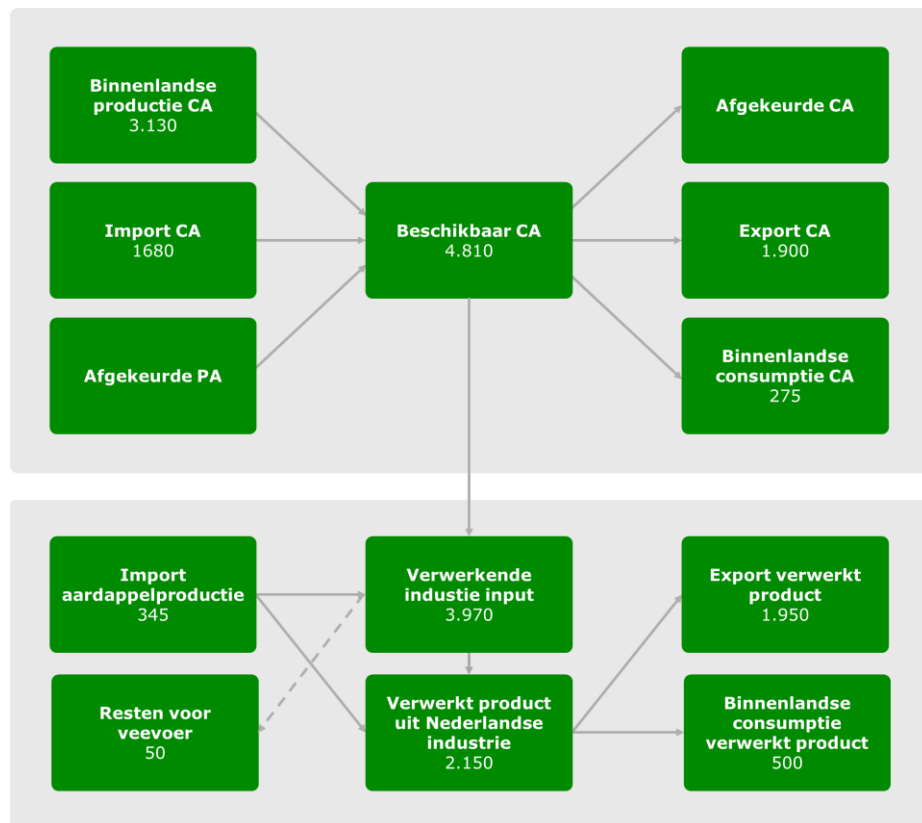 Binnenlandse
productie CA
3.130
Afgekeurde CA
Import CA
1680
Beschikbaar CA
4.810
Export CA
1.900
Afgekeurde PA
Binnenlandse
consumptie CA
275
Import
aardappelproductie
345
Verwerkende
industie input
3.970
Export verwerkt
product
1.950
Resten voor
veevoer
50
Verwerkt product
uit Nederlandse
industrie
2.150
Binnenlandse
consumptie
verwerkt product
500